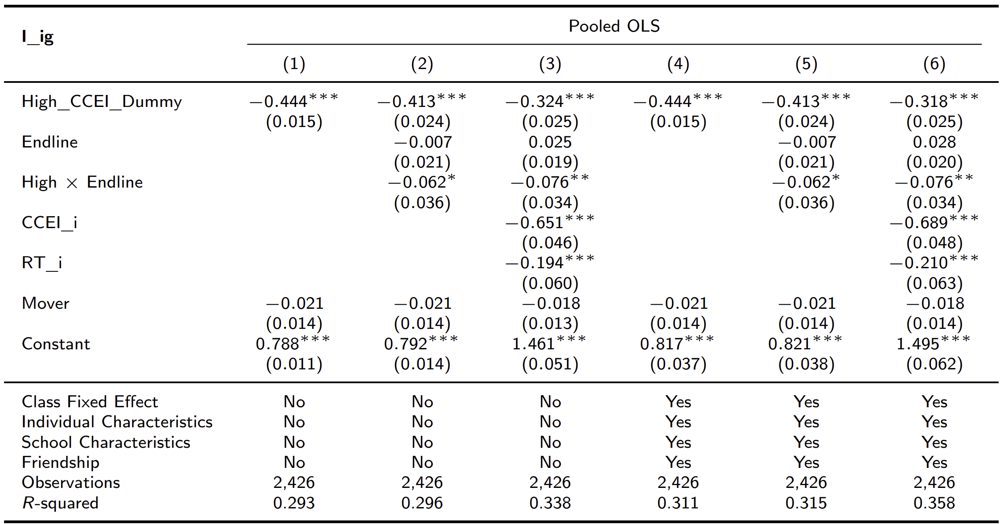 Pooled OLS
I_ig
(1) (2) (3) (4) (5) (6)
High_CCEI_Dummy −0.444*** −0.413*** −0.324*** −0.444*** −0.413*** −0.318***
(0.015) (0.024) (0.025) (0.015) (0.024) (0.025)
Endline −0.007 0.025 −0.007 0.028
(0.021) (0.019) (0.021) (0.020)
High × Endline −0.062* −0.076** −0.062* −0.076**
(0.036) (0.034) (0.036) (0.034)
CCEI_i −0.651*** −0.689***
(0.046) (0.048)
RT_i −0.194*** −0.210***
(0.060) (0.063)
Mover −0.021 −0.021 −0.018 −0.021 −0.021 −0.018
(0.014) (0.014) (0.013) (0.014) (0.014) (0.014)
Constant 0.788*** 0.792*** 1.461*** 0.817*** 0.821*** 1.495***
(0.011) (0.014) (0.051) (0.037) (0.038) (0.062)
Class Fixed Effect No No No Yes Yes Yes
Individual Characteristics No No No Yes Yes Yes
School Characteristics No No No Yes Yes Yes
Friendship No No No Yes Yes Yes
Observations 2,426 2,426 2,426 2,426 2,426 2,426
R-squared 0.293 0.296 0.338 0.311 0.315 0.358